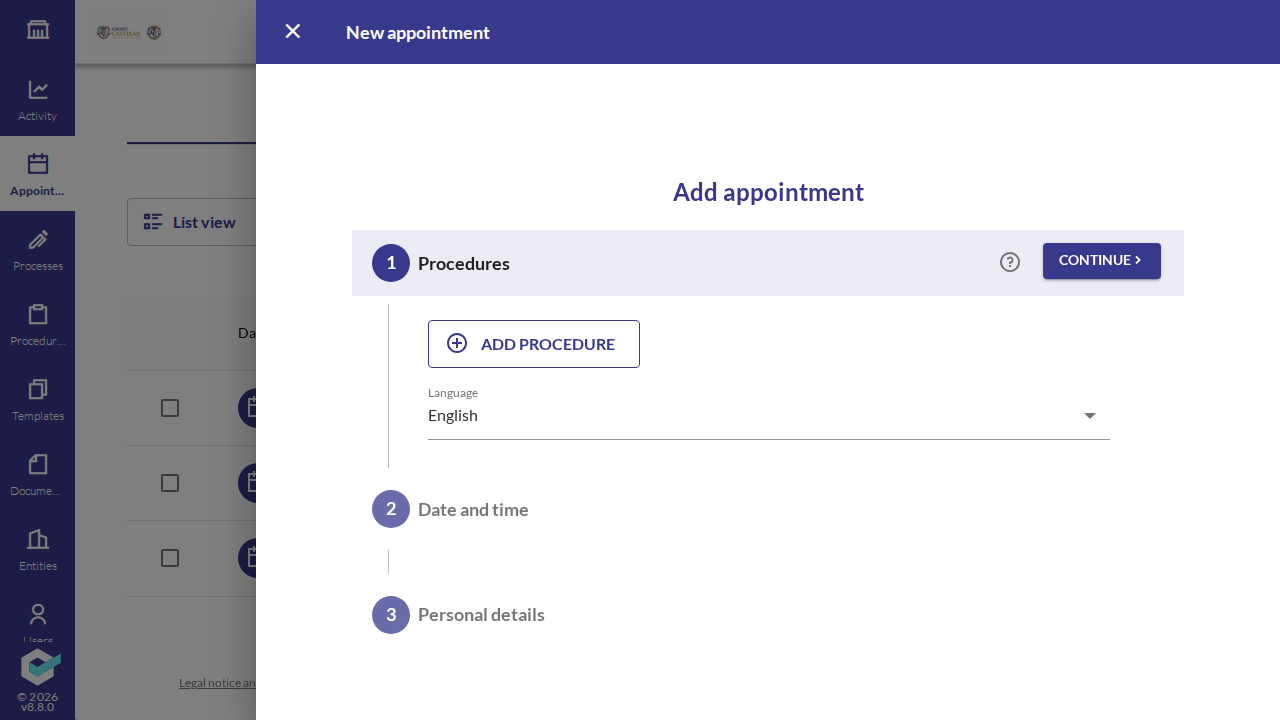 New appointment
Activity
Appoint...
Processes
Procedur...
Templates
Docume...
Entities
Users
© 2026
v8.8.0
List view
Da
Legal notice an
Add appointment
1 Procedures
CONTINUE
ADD PROCEDURE
Language
English
2 Date and time
3 Personal details